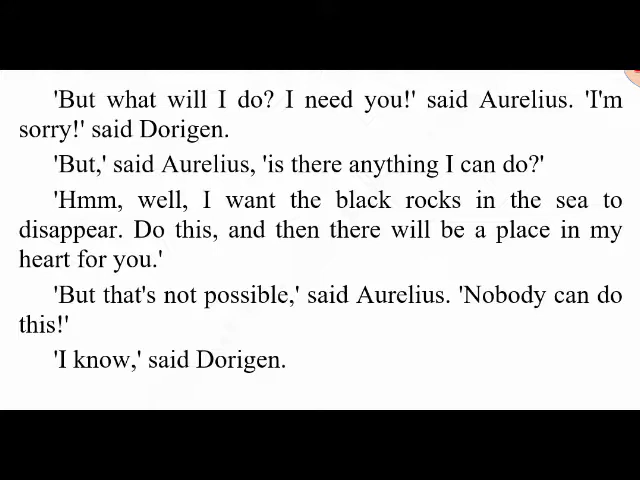 'But what will I do? I need you!' said Aurelius. 'I'm
sorry!' said Dorigen.
'But,' said Aurelius, 'is there anything I can do?'
'Hmm, well, I want the black rocks in the sea to
disappear. Do this, and then there will be a place in my
heart for you.'
'But that's not possible,' said Aurelius. 'Nobody can do
this!'
'I know,' said Dorigen.